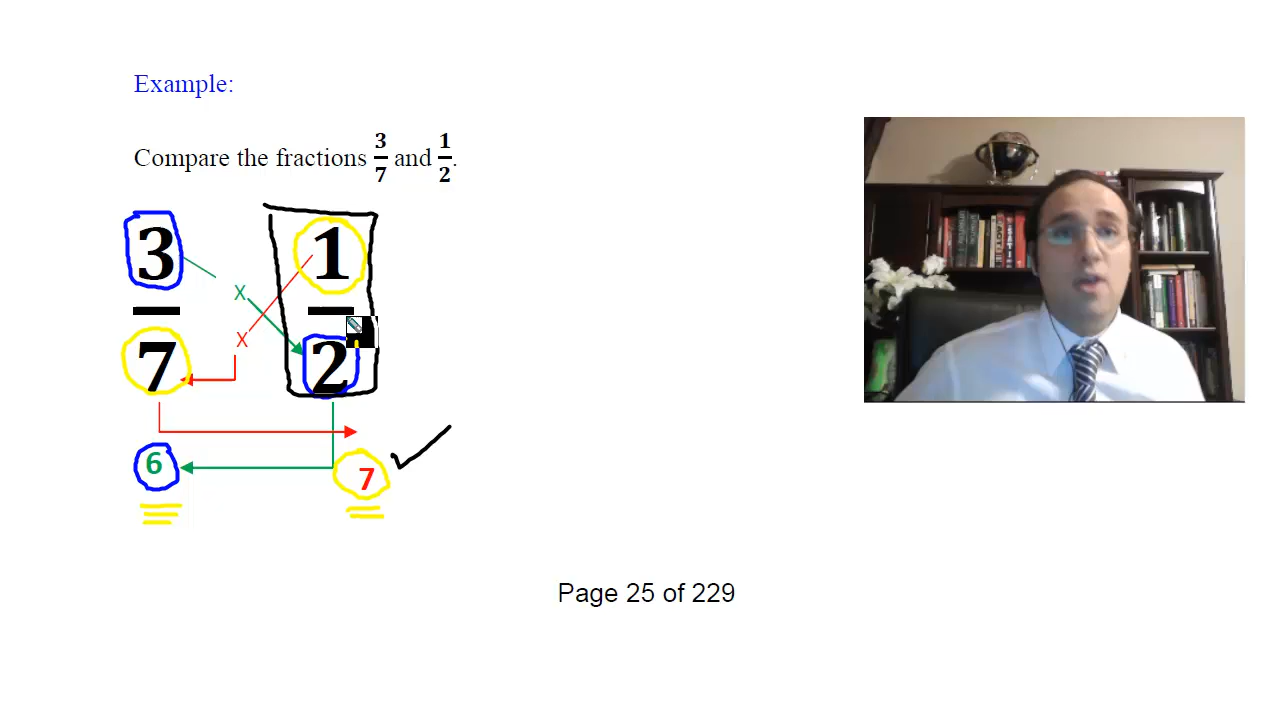 Example:
Compare the fractions 3/7 and 1/2.
3 1
X
X
7 2
6 7
Page 25 of 229